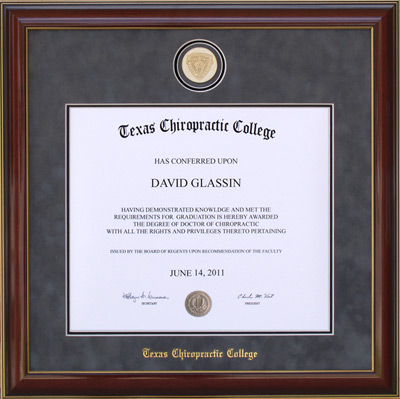 Texas Chiropractic College
HAS CONFERRED UPON
DAVID GLASSIN
HAVING DEMONSTRATED KNOWLDGE AND MET THE
REQUIREMENTS FOR GRADUATION IS HEREBY AWARDED
THE DEGREE OF DOCTOR OF CHIROPRACTIC
WITH ALL THE RIGHTS AND PRIVILEGES THERETO PERTAINING
ISSUED BY THE BOARD OF REGENTS UPON RECOMMENDATION OF THE FACULTY
JUNE 14, 2011
SECRETARY PRESIDENT
Texas Chiropractic College